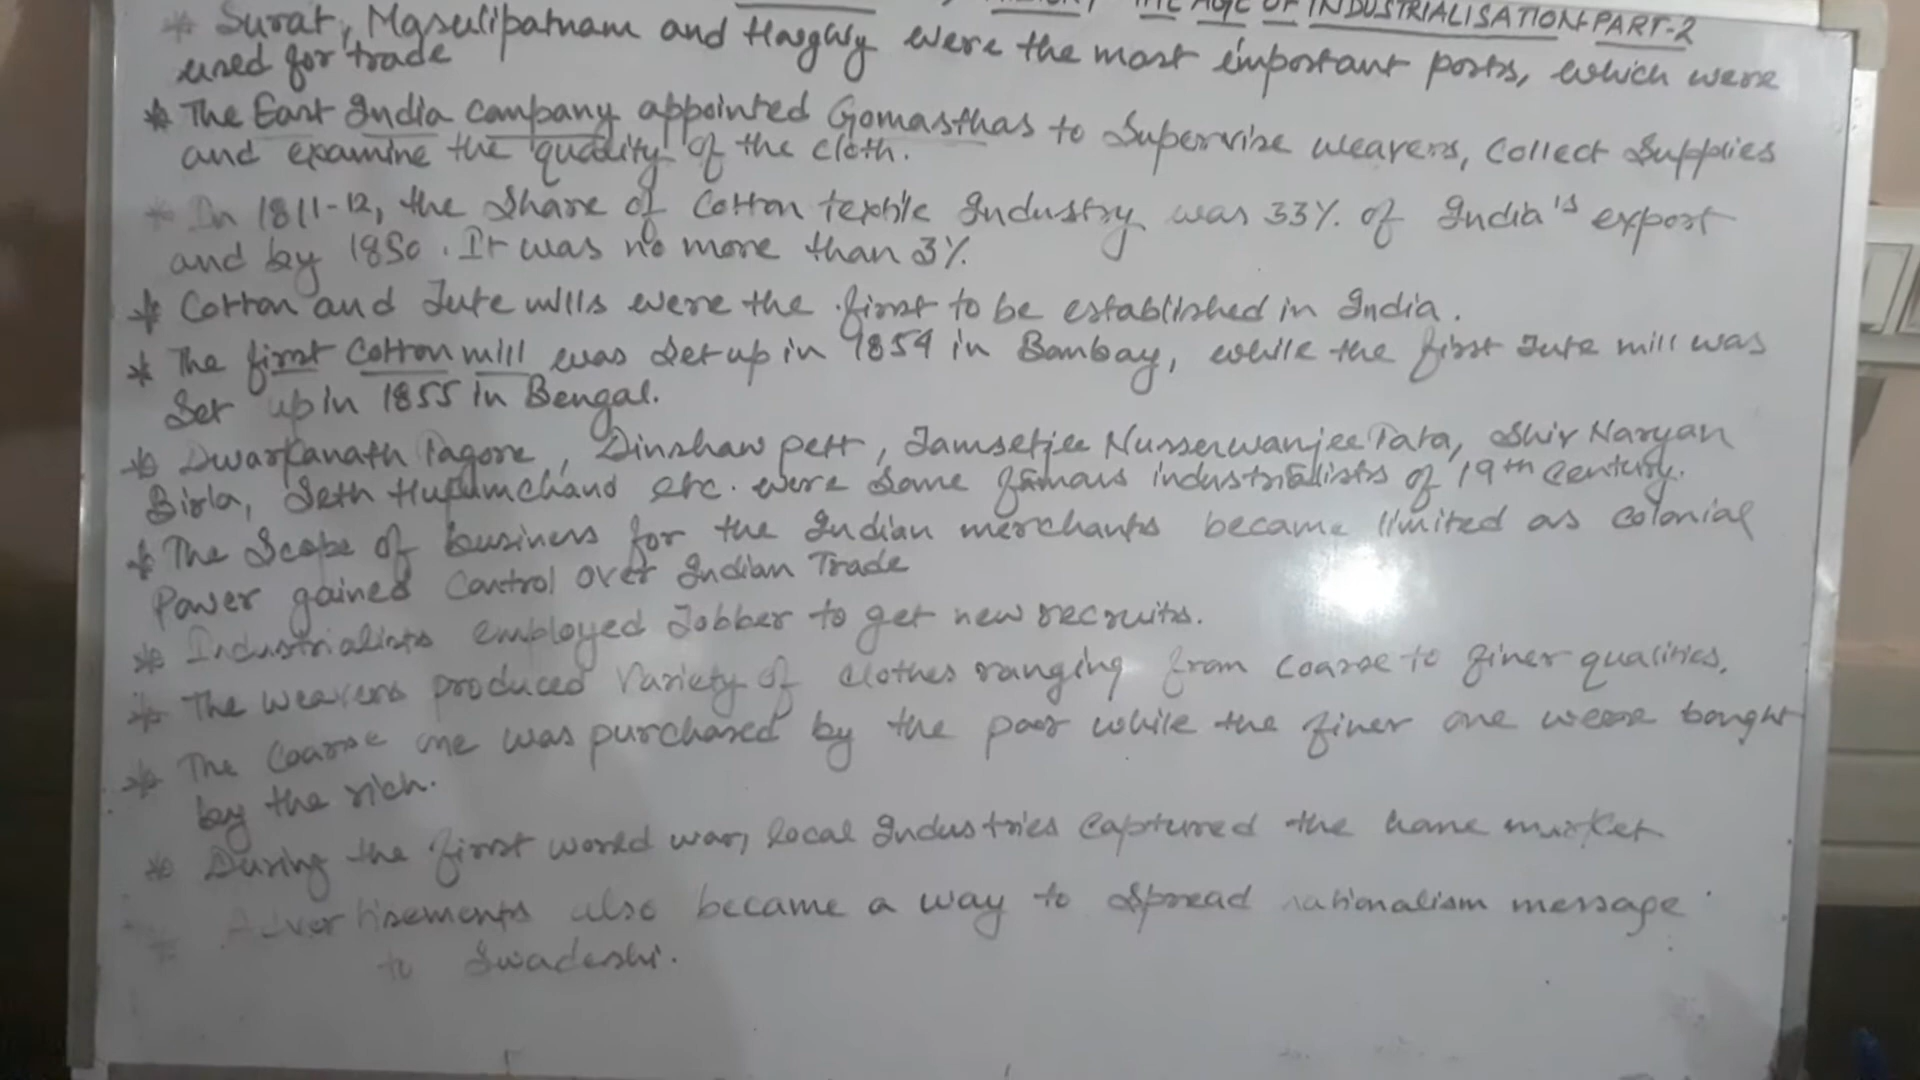 THE AGE OF INDUSTRIALISATION PART-2
* Surat, Masulipatnam and Hoogly were the most important ports, which were
used for trade
* The East India Company appointed Gomasthas to Supervise weavers, Collect Supplies
and examine the quality of the cloth.
* In 1811-12, the Share of Cotton textile Industry was 33% of India's export
and by 1850. It was no more than 3%.
* Cotton and Jute mills were the first to be established in India.
* The first Cotton mill was Set up in 1854 in Bombay, while the first Jute mill was
Set up in 1855 in Bengal.
* Dwarkanath Tagore, Dinshaw pett, Jamsetjee Nusserwanjee Tata, Shiv Naryan
Birla, Seth Hukumchand etc. were Some famous industrialists of 19th Century.
* The Scope of business for the Indian merchants became limited as Colonial
Power gained Control over Indian Trade
* Industrialists employed Jobber to get new recruits.
* The weavers produced Variety of Clothes ranging from Coarse to finer qualities.
* The Coarse one was purchased by the poor while the finer one were bought
by the rich.
* During the first world war, local Industries Captured the home market
* Advertisements also became a way to Spread nationalism message
to Swadeshi.